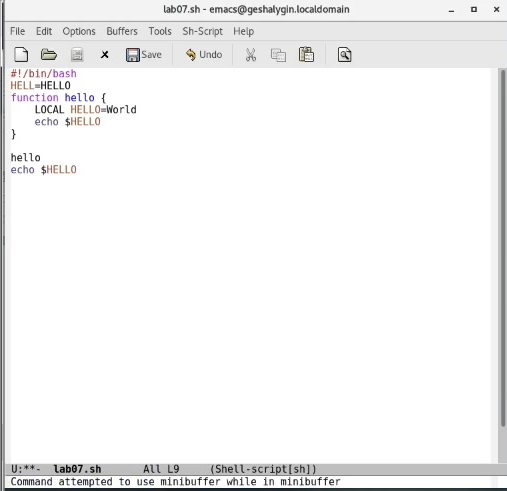 lab07.sh - emacs@geshalygin.localdomain
File Edit Options Buffers Tools Sh-Script Help
Save Undo
#!/bin/bash
HELL=HELLO
function hello {
    LOCAL HELLO=World
    echo $HELLO
}
hello
echo $HELLO
U:**- lab07.sh All L9 (Shell-script[sh])
Command attempted to use minibuffer while in minibuffer